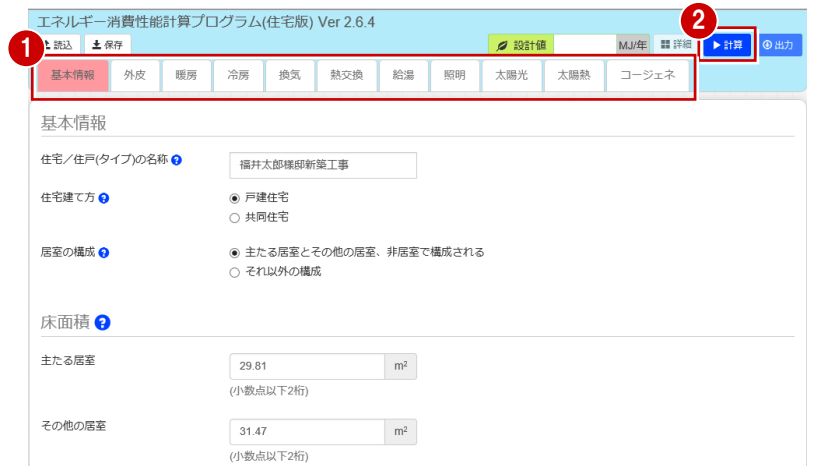 エネルギー消費性能計算プログラム(住宅版) Ver 2.6.4
2
1
読込 保存 設計値 MJ/年 詳細 計算 出力
基本情報 外皮 暖房 冷房 換気 熱交換 給湯 照明 太陽光 太陽熱 コージェネ
基本情報
住宅／住戸(タイプ)の名称 ? 福井太郎様邸新築工事
住宅建て方 ? 戸建住宅
共同住宅
居室の構成 ? 主たる居室とその他の居室、非居室で構成される
それ以外の構成
床面積 ?
主たる居室 29.81 m²
(小数点以下2桁)
その他の居室 31.47 m²
(小数点以下2桁)